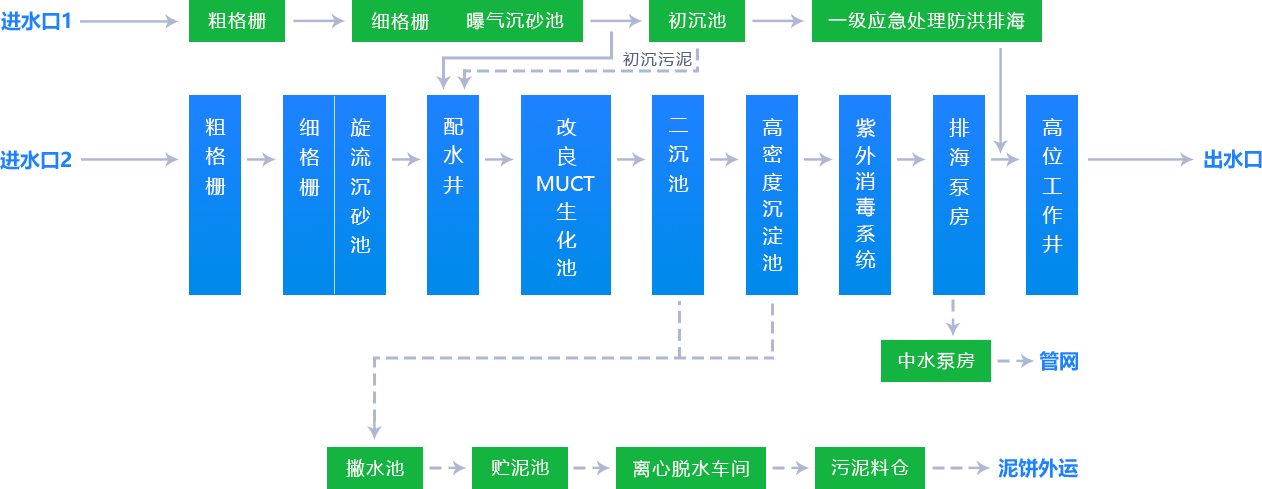 进水口1
粗格栅
细格栅 曝气沉砂池
初沉池
一级应急处理防洪排海
初沉污泥
进水口2
粗格栅
细格栅
旋流沉砂池
配水井
改良MUCT生化池
二沉池
高密度沉淀池
紫外消毒系统
排海泵房
高位工作井
出水口
中水泵房
管网
撇水池
贮泥池
离心脱水车间
污泥料仓
泥饼外运